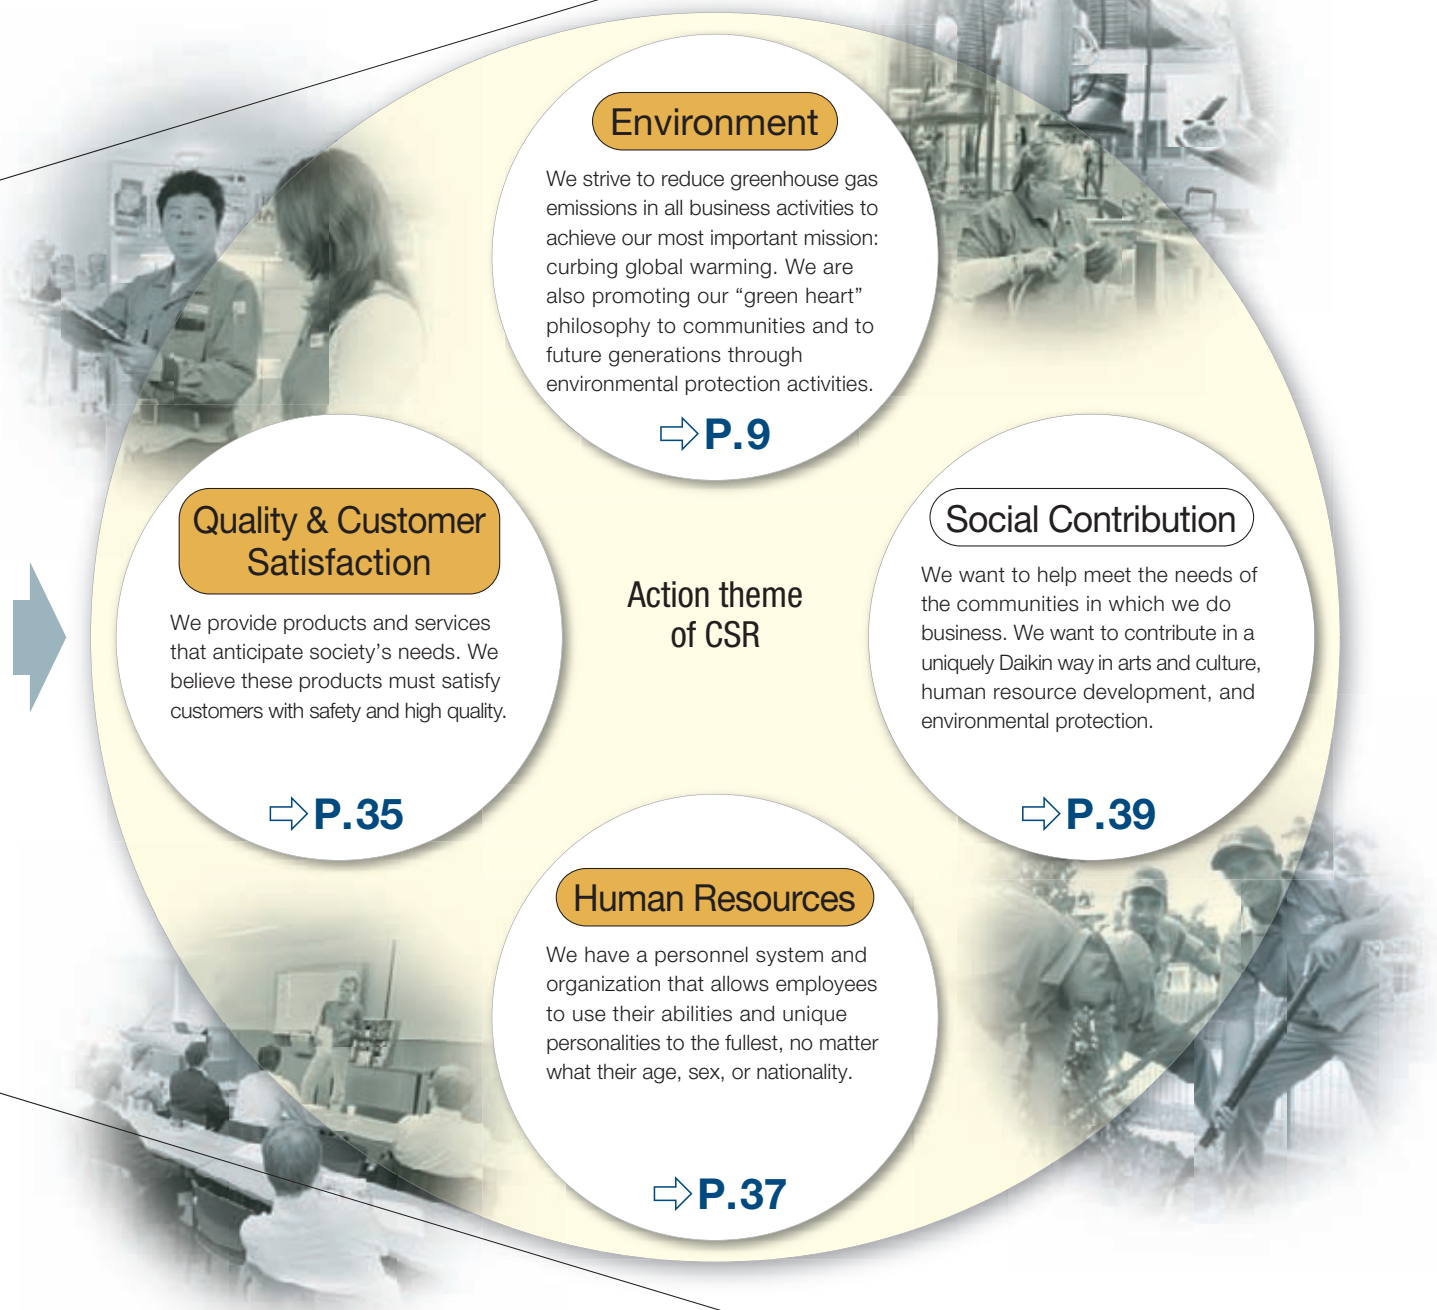 Environment
We strive to reduce greenhouse gas
emissions in all business activities to
achieve our most important mission:
curbing global warming. We are
also promoting our “green heart”
philosophy to communities and to
future generations through
environmental protection activities.
⇨P.9
Quality & Customer
Satisfaction
We provide products and services
that anticipate society’s needs. We
believe these products must satisfy
customers with safety and high quality.
⇨P.35
Action theme
of CSR
Social Contribution
We want to help meet the needs of
the communities in which we do
business. We want to contribute in a
uniquely Daikin way in arts and culture,
human resource development, and
environmental protection.
⇨P.39
Human Resources
We have a personnel system and
organization that allows employees
to use their abilities and unique
personalities to the fullest, no matter
what their age, sex, or nationality.
⇨P.37